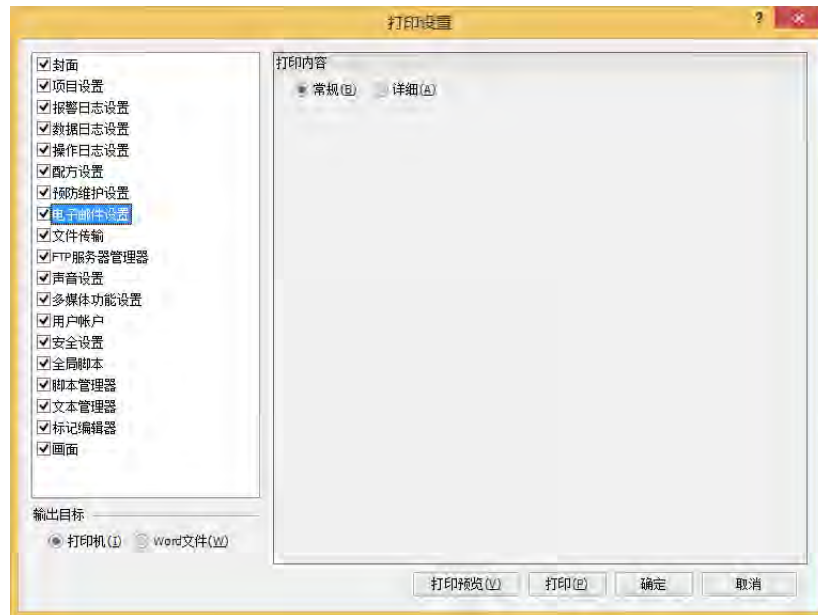 打印设置
?
封面
项目设置
报警日志设置
数据日志设置
操作日志设置
配方设置
预防维护设置
电子邮件设置
文件传输
FTP服务器管理器
声音设置
多媒体功能设置
用户帐户
安全设置
全局脚本
脚本管理器
文本管理器
标记编辑器
画面
输出目标
打印机(I) Word文件(W)
打印内容
常规(B) 详细(A)
打印预览(V) 打印(P) 确定 取消